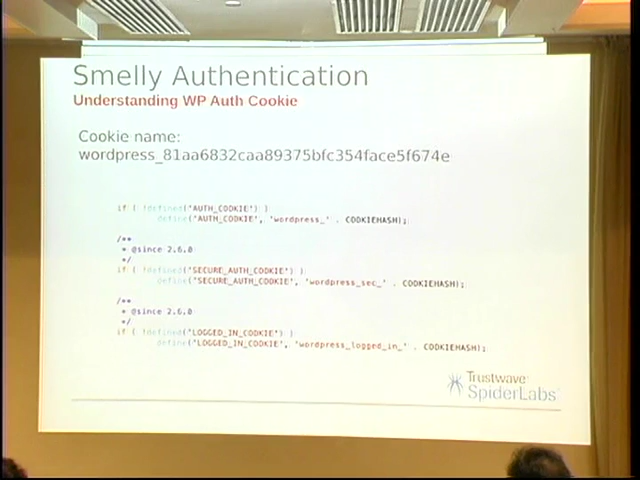 Smelly Authentication
Understanding WP Auth Cookie
Cookie name:
wordpress_81aa6832caa89375bfc354face5f674e
if ( !defined('AUTH_COOKIE') )
define('AUTH_COOKIE', 'wordpress_' . COOKIEHASH);
/**
* @since 2.6.0
*/
if ( !defined('SECURE_AUTH_COOKIE') )
define('SECURE_AUTH_COOKIE', 'wordpress_sec_' . COOKIEHASH);
/**
* @since 2.6.0
*/
if ( !defined('LOGGED_IN_COOKIE') )
define('LOGGED_IN_COOKIE', 'wordpress_logged_in_' . COOKIEHASH);
Trustwave
SpiderLabs